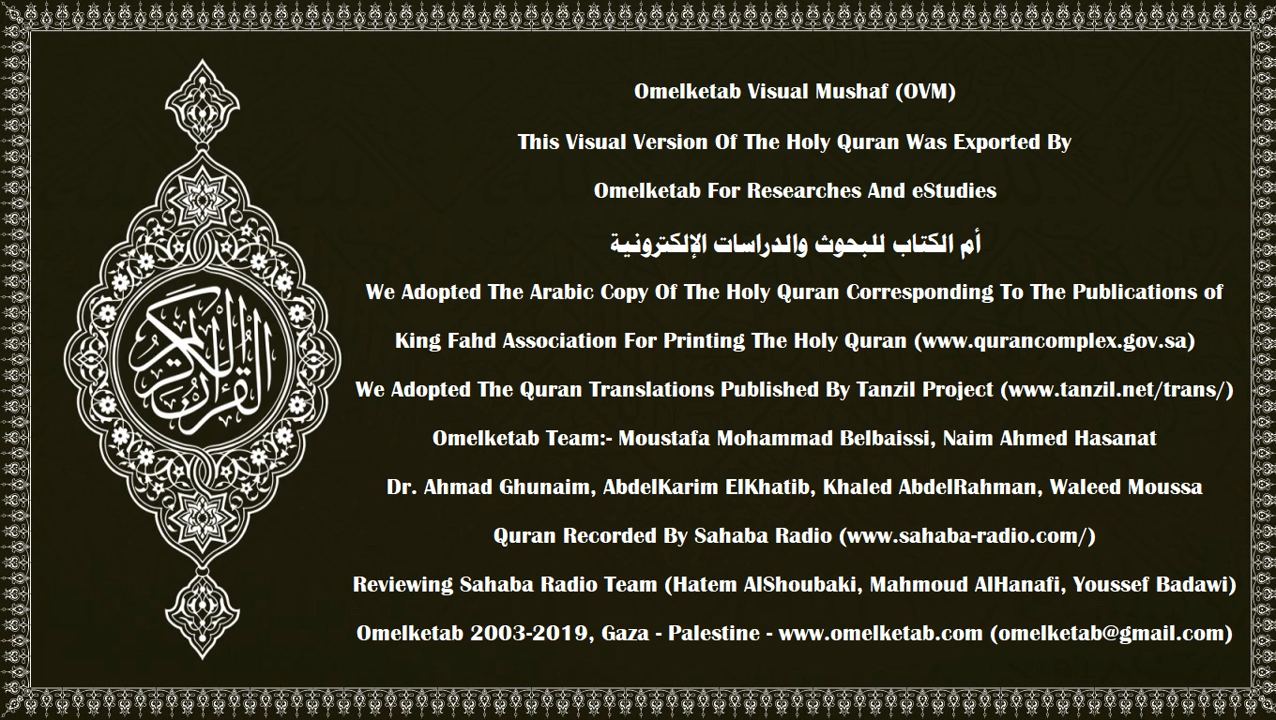 Omelketab Visual Mushaf (OVM)
This Visual Version Of The Holy Quran Was Exported By
Omelketab For Researches And eStudies
أم الكتاب للبحوث والدراسات الإلكترونية
We Adopted The Arabic Copy Of The Holy Quran Corresponding To The Publications of
King Fahd Association For Printing The Holy Quran (www.qurancomplex.gov.sa)
We Adopted The Quran Translations Published By Tanzil Project (www.tanzil.net/trans/)
Omelketab Team:- Moustafa Mohammad Belbaissi, Naim Ahmed Hasanat
Dr. Ahmad Ghunaim, AbdelKarim ElKhatib, Khaled AbdelRahman, Waleed Moussa
Quran Recorded By Sahaba Radio (www.sahaba-radio.com/)
Reviewing Sahaba Radio Team (Hatem AlShoubaki, Mahmoud AlHanafi, Youssef Badawi)
Omelketab 2003-2019, Gaza - Palestine - www.omelketab.com (omelketab@gmail.com)
القرآن الكريم